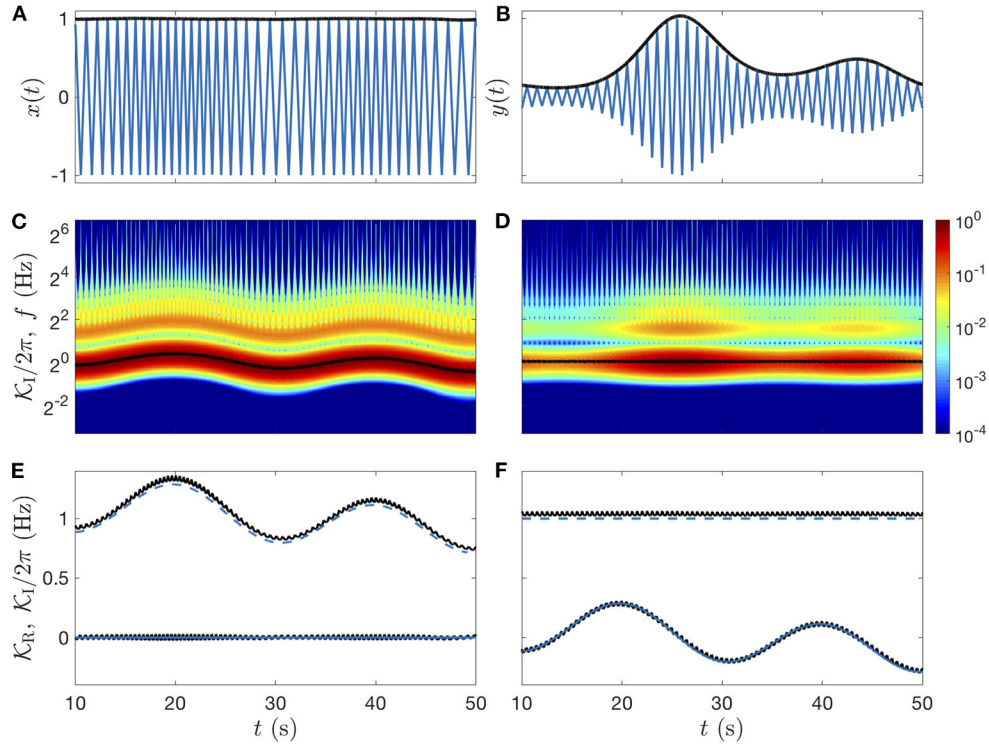 A
B
1
0
-1
x(t)
y(t)
C
D
2^6
2^4
2^2
2^0
2^-2
𝒦_I/2π, f (Hz)
10^0
10^-1
10^-2
10^-3
10^-4
E
F
1
0.5
0
𝒦_R, 𝒦_I/2π (Hz)
10 20 30 40 50
10 20 30 40 50
t (s)
t (s)